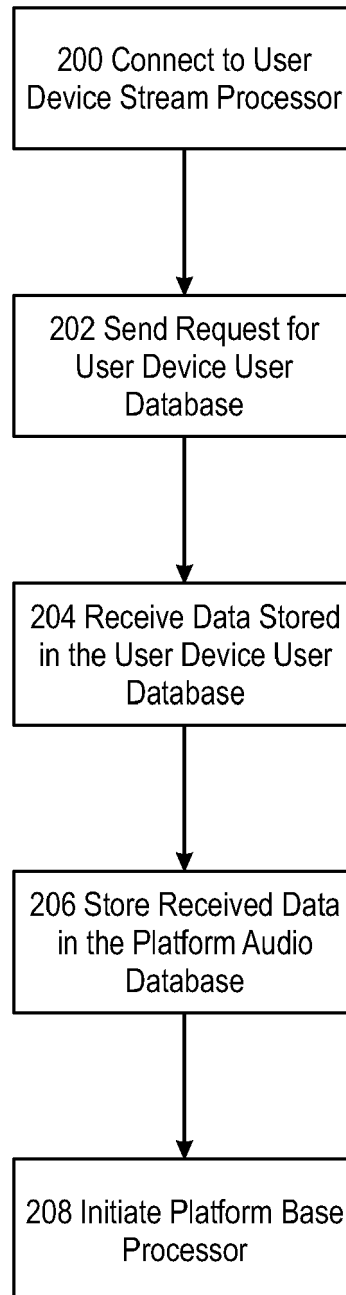 200 Connect to User
Device Stream Processor
202 Send Request for
User Device User
Database
204 Receive Data Stored
in the User Device User
Database
206 Store Received Data
in the Platform Audio
Database
208 Initiate Platform Base
Processor